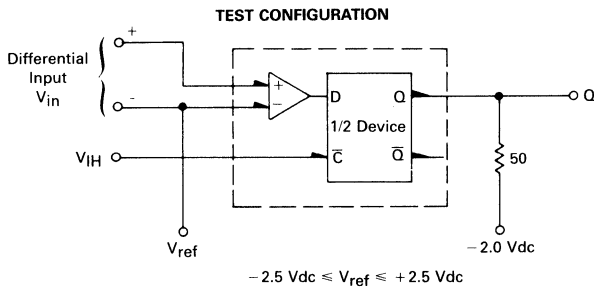 TEST CONFIGURATION
+
Differential
Input
Vin
-
+
−
D
Q
Q
1/2 Device
VIH
C̅
Q̅
50
Vref
−2.0 Vdc
−2.5 Vdc ≤ Vref ≤ +2.5 Vdc